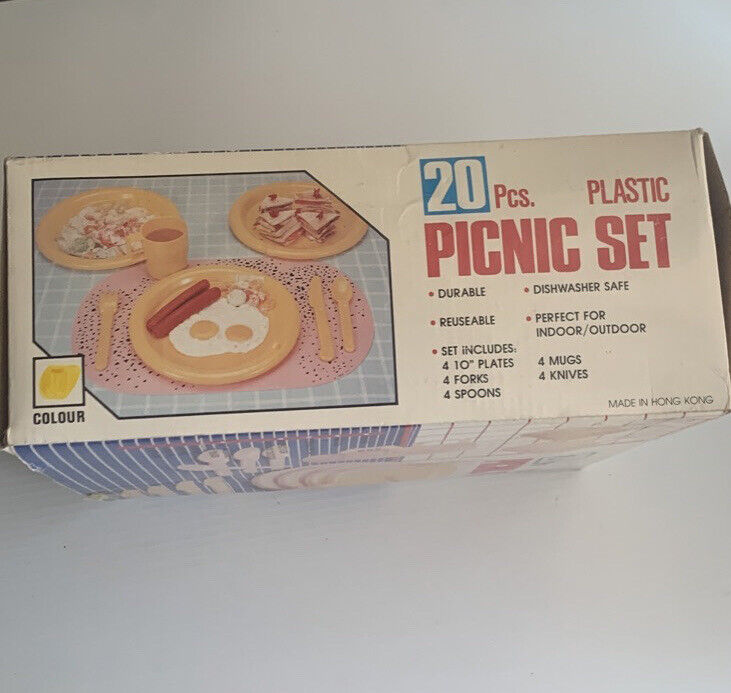 20 Pcs. PLASTIC
PICNIC SET
• DURABLE • DISHWASHER SAFE
• REUSEABLE • PERFECT FOR
INDOOR/OUTDOOR
• SET INCLUDES:
4 10" PLATES 4 MUGS
4 FORKS 4 KNIVES
4 SPOONS
MADE IN HONG KONG
COLOUR